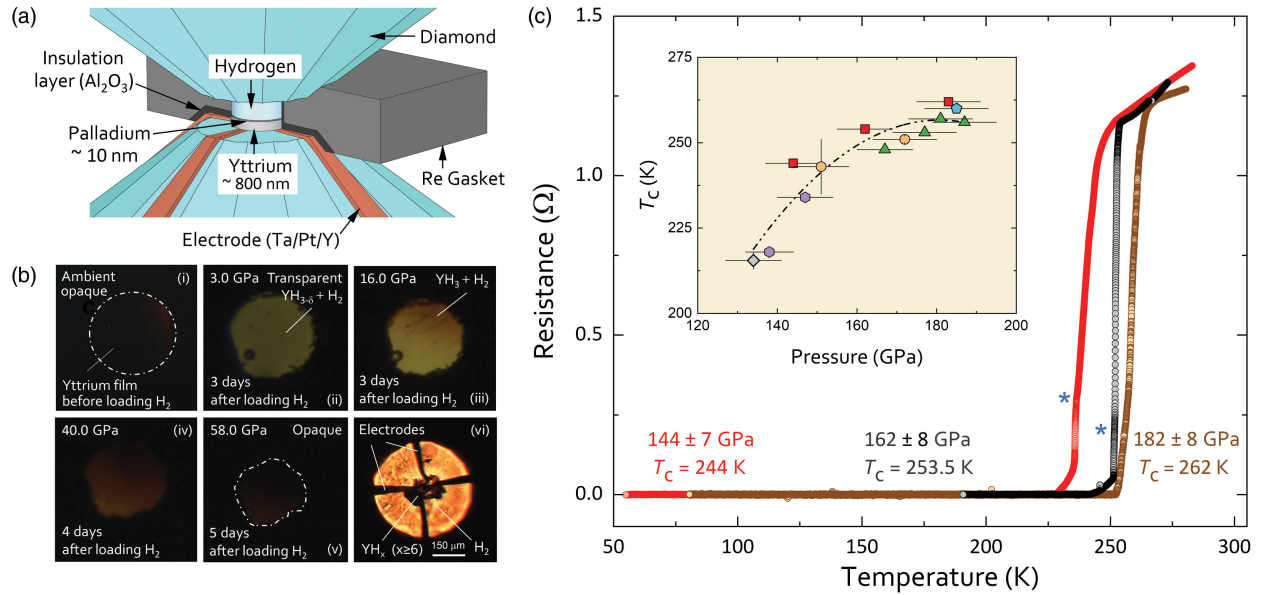 (a)
Diamond
Insulation
layer (Al₂O₃)
Hydrogen
Palladium
~ 10 nm
Yttrium
~ 800 nm
Re Gasket
Electrode (Ta/Pt/Y)
(b)
Ambient
opaque
(i)
C
Yttrium film
before loading H₂
3.0 GPa
Transparent
YH₃₋δ + H₂
3 days
after loading H₂
(ii)
16.0 GPa
YH₃ + H₂
3 days
after loading H₂
(iii)
40.0 GPa
(iv)
4 days
after loading H₂
58.0 GPa
Opaque
5 days
after loading H₂
(v)
Electrodes
(vi)
YHₓ (x≥6)
150 μm
H₂
(c)
1.5
1.0
0.5
0.0
Resistance (Ω)
50
100
150
200
250
300
Temperature (K)
275
250
225
200
T_C (K)
120
140
160
180
200
Pressure (GPa)
*
*
144 ± 7 GPa
T_C = 244 K
162 ± 8 GPa
T_C = 253.5 K
182 ± 8 GPa
T_C = 262 K